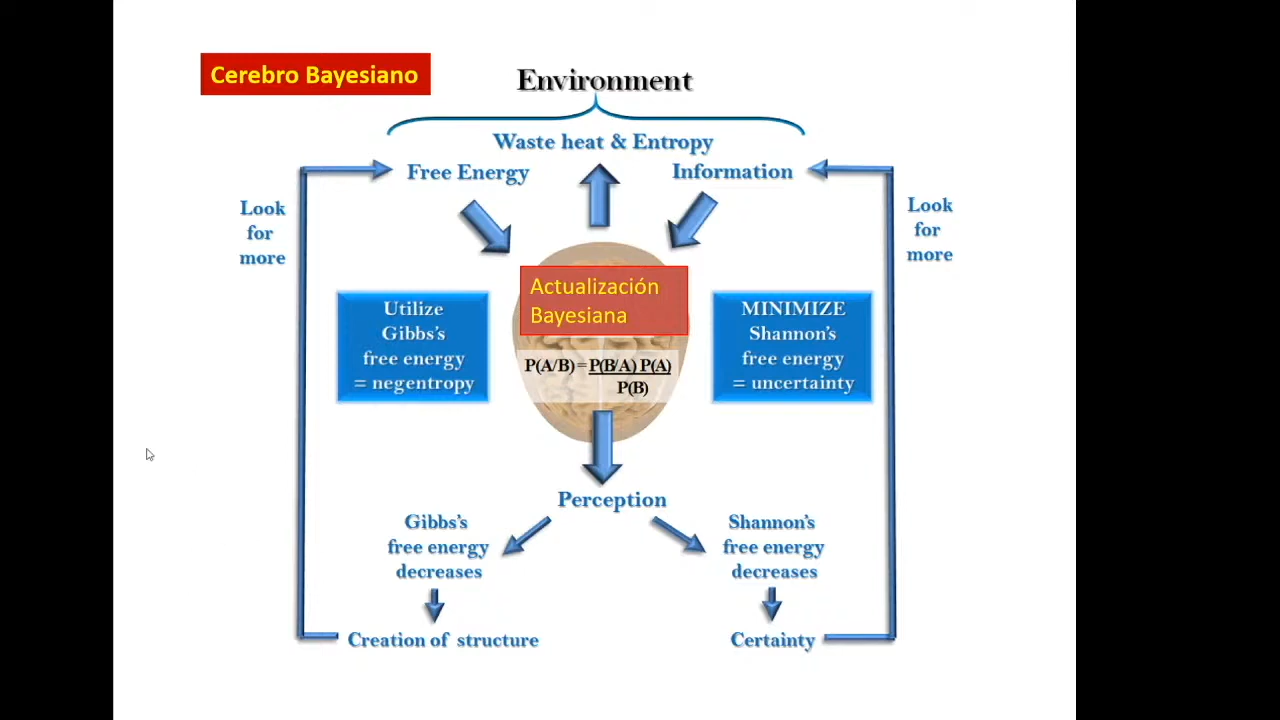 Cerebro Bayesiano
Environment
Waste heat & Entropy
Free Energy
Information
Look
for
more
Look
for
more
Utilize
Gibbs's
free energy
= negentropy
Actualización
Bayesiana
P(A/B) = P(B/A) P(A)
P(B)
MINIMIZE
Shannon's
free energy
= uncertainty
Perception
Gibbs's
free energy
decreases
Shannon's
free energy
decreases
Creation of structure
Certainty